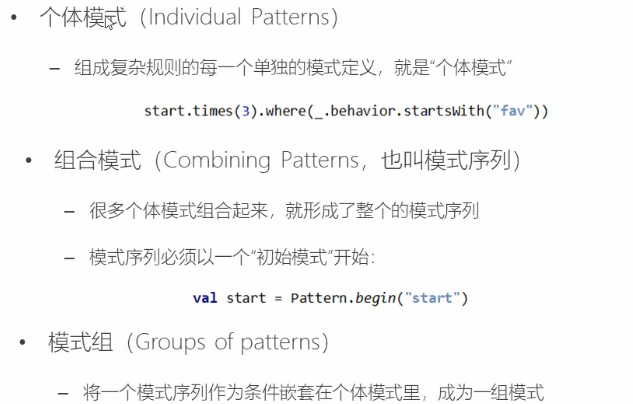 • 个体模式（Individual Patterns）
– 组成复杂规则的每一个单独的模式定义，就是“个体模式”
start.times(3).where(_.behavior.startsWith("fav"))
• 组合模式（Combining Patterns，也叫模式序列）
– 很多个体模式组合起来，就形成了整个的模式序列
– 模式序列必须以一个“初始模式”开始：
val start = Pattern.begin("start")
• 模式组（Groups of patterns）
– 将一个模式序列作为条件嵌套在个体模式里，成为一组模式